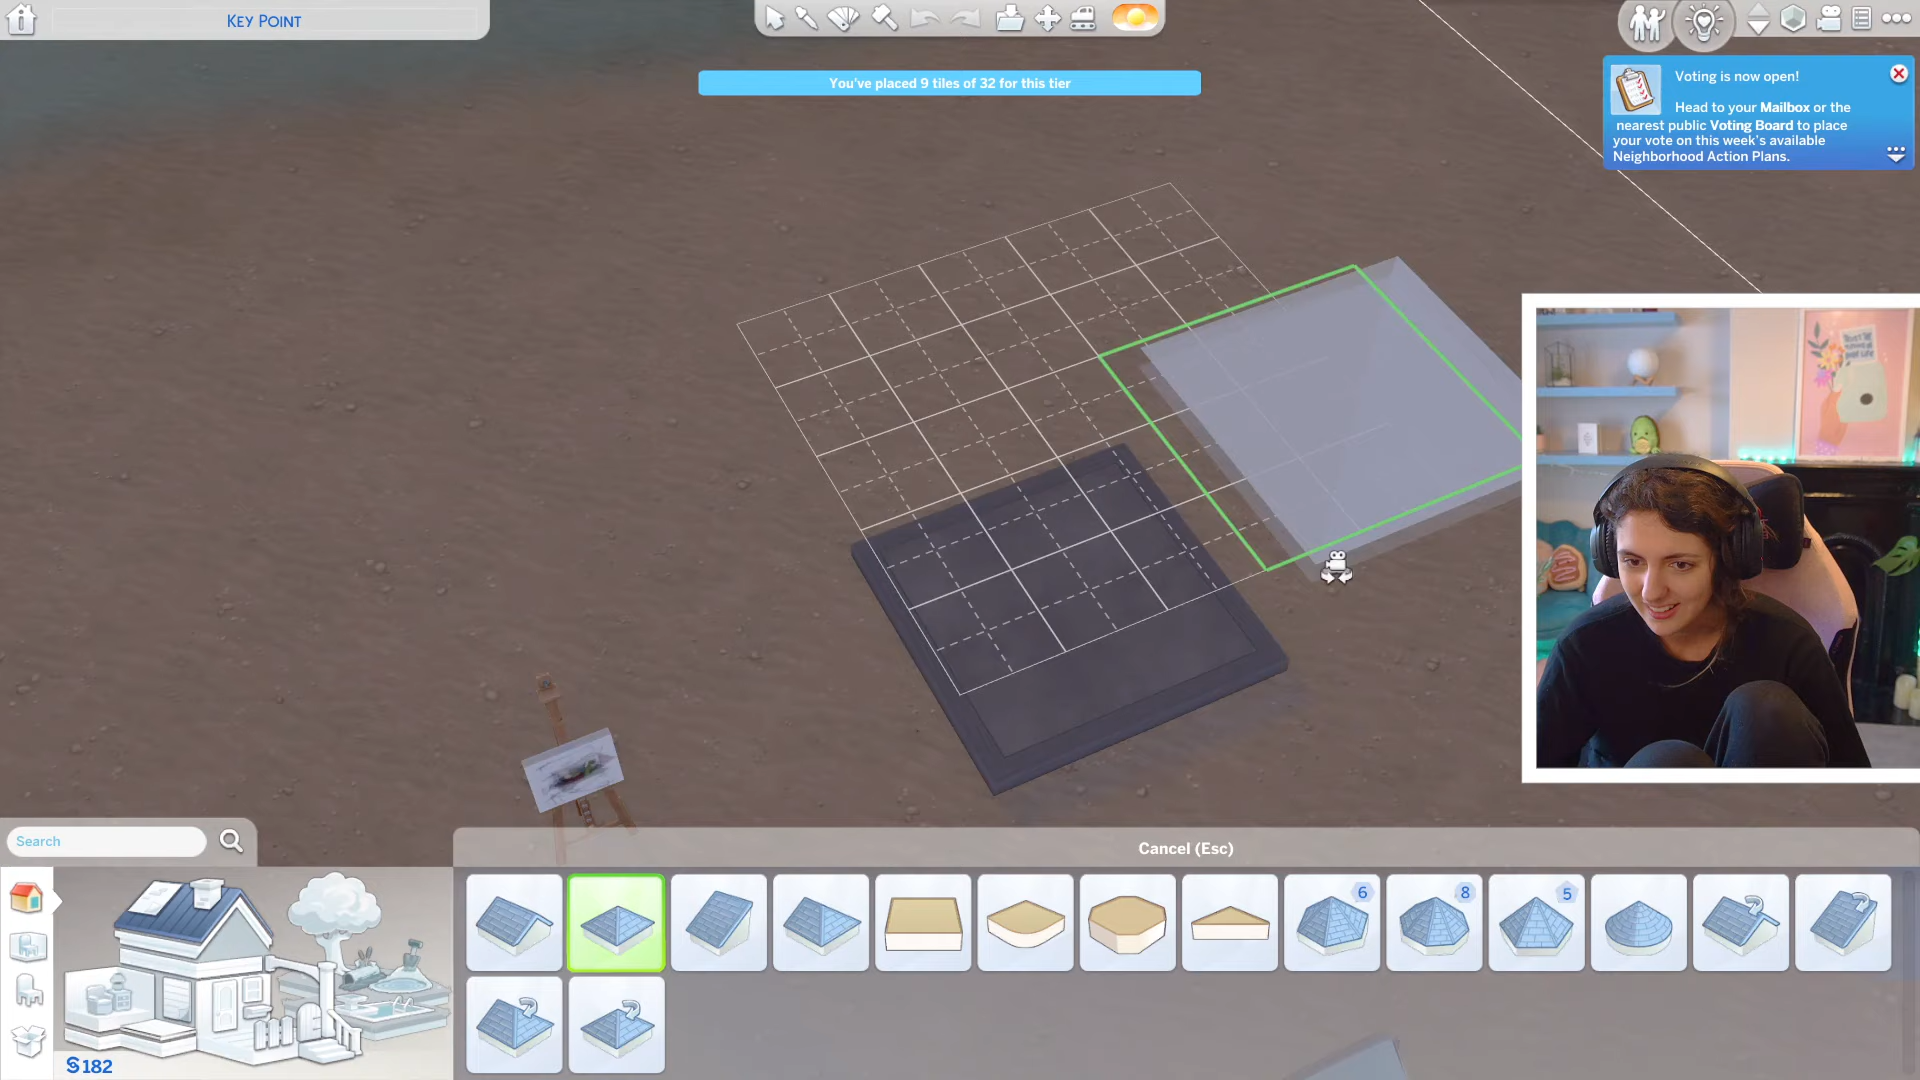 KEY POINT
You've placed 9 tiles of 32 for this tier
Voting is now open!
Head to your Mailbox or the
nearest public Voting Board to place
your vote on this week's available
Neighborhood Action Plans.
Search
Cancel (Esc)
6
8
5
§182